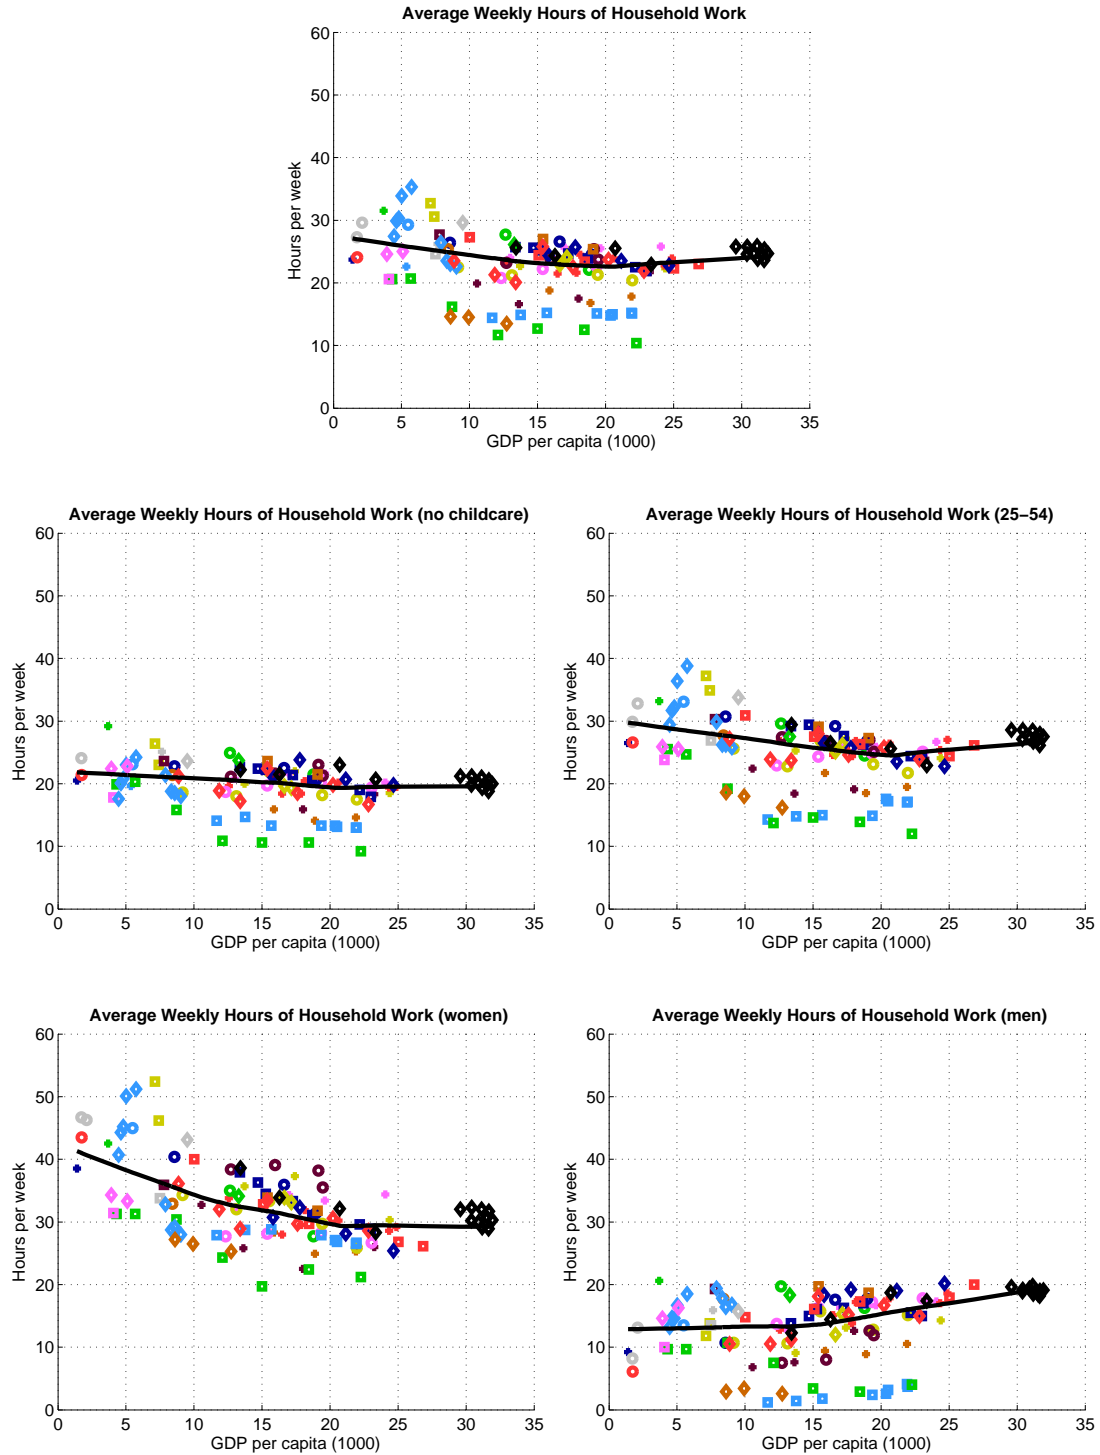 Average Weekly Hours of Household Work
60
50
40
30
20
10
0
Hours per week
0 5 10 15 20 25 30 35
GDP per capita (1000)
Average Weekly Hours of Household Work (no childcare)
60
50
40
30
20
10
0
Hours per week
0 5 10 15 20 25 30 35
GDP per capita (1000)
Average Weekly Hours of Household Work (25–54)
60
50
40
30
20
10
0
Hours per week
0 5 10 15 20 25 30 35
GDP per capita (1000)
Average Weekly Hours of Household Work (women)
60
50
40
30
20
10
0
Hours per week
0 5 10 15 20 25 30 35
GDP per capita (1000)
Average Weekly Hours of Household Work (men)
60
50
40
30
20
10
0
Hours per week
0 5 10 15 20 25 30 35
GDP per capita (1000)